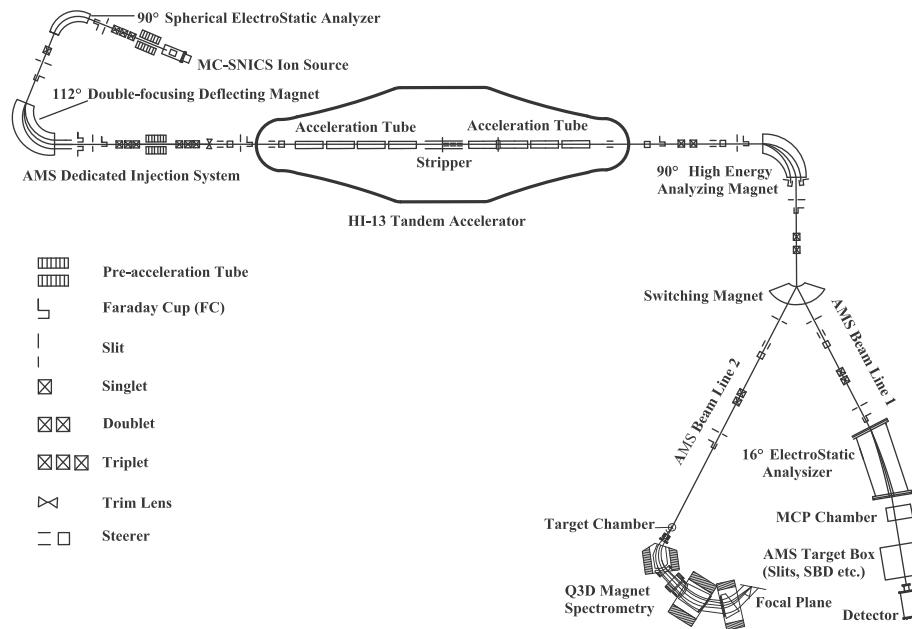 90° Spherical ElectroStatic Analyzer
MC-SNICS Ion Source
112° Double-focusing Deflecting Magnet
Acceleration Tube
Acceleration Tube
Stripper
AMS Dedicated Injection System
90° High Energy
Analyzing Magnet
HI-13 Tandem Accelerator
Pre-acceleration Tube
Faraday Cup (FC)
Slit
Singlet
Doublet
Triplet
Trim Lens
Steerer
Switching Magnet
AMS Beam Line 2
AMS Beam Line 1
16° ElectroStatic
Analysizer
MCP Chamber
Target Chamber
AMS Target Box
(Slits, SBD etc.)
Q3D Magnet
Spectrometry
Focal Plane
Detector